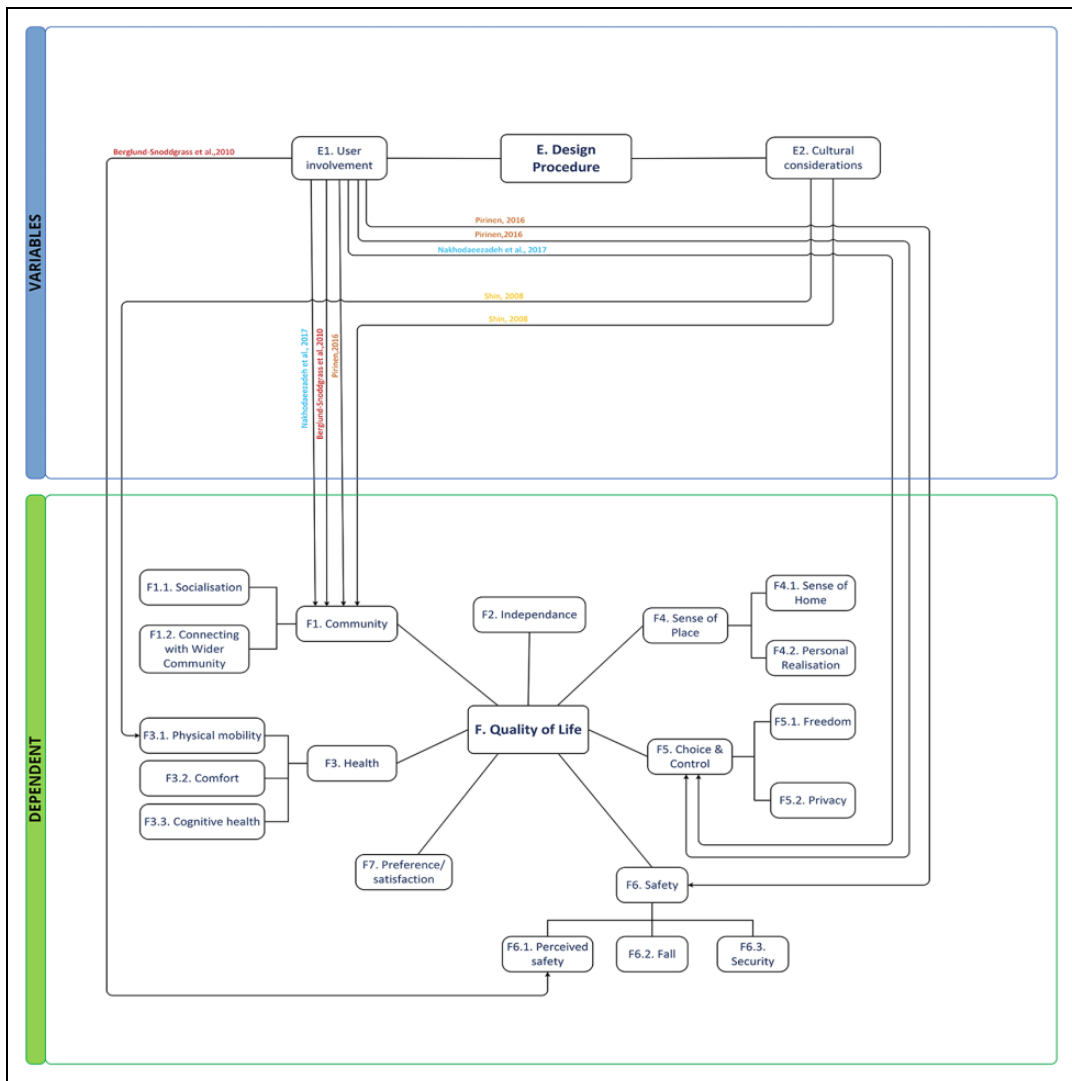 VARIABLES
Berglund-Snoddgrass et al.,2010
E1. User
involvement
E. Design
Procedure
E2. Cultural
considerations
Pirinen, 2016
Pirinen,2016
Nakhodaeezadeh et al., 2017
Shin, 2008
Shin, 2008
Nakhodaeezadeh et al., 2017
Berglund-Snoddgrass et al.,2010
Pirinen,2016
DEPENDENT
F1.1. Socialisation
F1.2. Connecting
with Wider
Community
F1. Community
F2. Independance
F4. Sense of
Place
F4.1. Sense of
Home
F4.2. Personal
Realisation
F. Quality of Life
F3.1. Physical mobility
F3.2. Comfort
F3.3. Cognitive health
F3. Health
F5. Choice &
Control
F5.1. Freedom
F5.2. Privacy
F7. Preference/
satisfaction
F6. Safety
F6.1. Perceived
safety
F6.2. Fall
F6.3.
Security